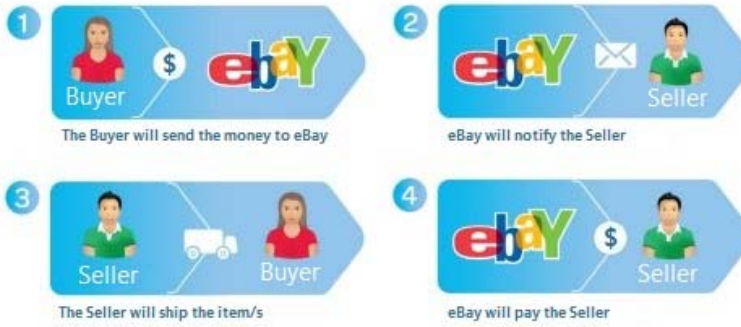 1
Buyer
$
ebaY
The Buyer will send the money to eBay
2
ebaY
Seller
eBay will notify the Seller
3
Seller
Buyer
The Seller will ship the item/s
4
ebaY
$
Seller
eBay will pay the Seller